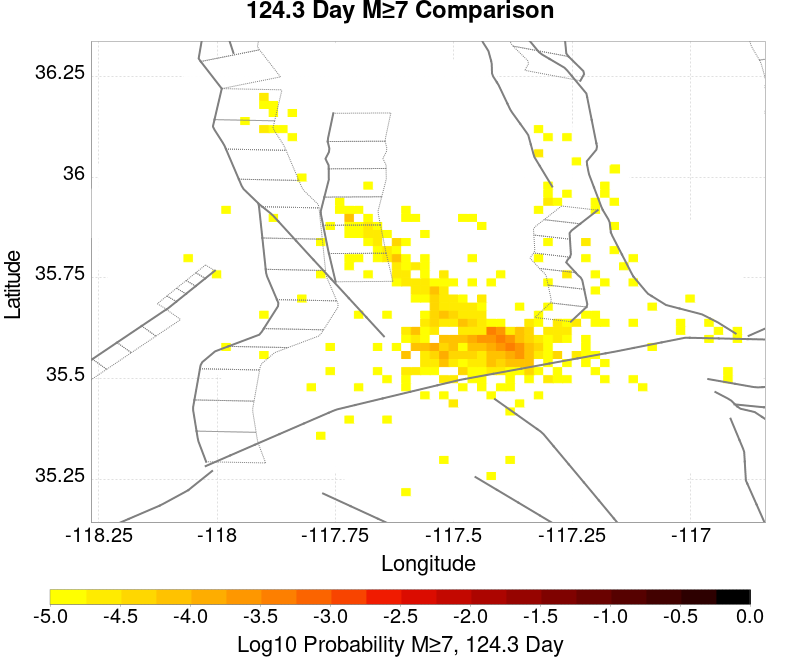 124.3 Day M≥7 Comparison
36.25
36
35.75
35.5
35.25
Latitude
-118.25 -118 -117.75 -117.5 -117.25 -117
Longitude
-5.0 -4.5 -4.0 -3.5 -3.0 -2.5 -2.0 -1.5 -1.0 -0.5 0.0
Log10 Probability M≥7, 124.3 Day